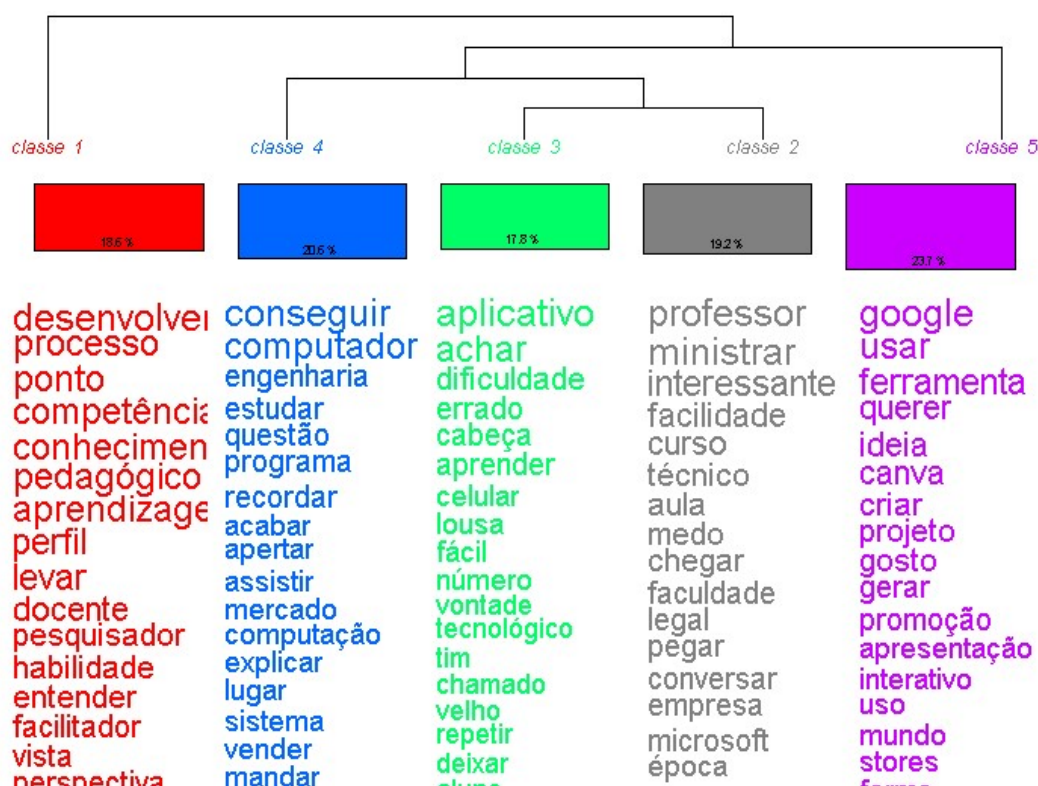 classe 1
classe 4
classe 3
classe 2
classe 5
18.6 %
20.6 %
17.8 %
19.2 %
23.7 %
desenvolver
processo
ponto
competência
conhecimen
pedagógico
aprendizage
perfil
levar
docente
pesquisador
habilidade
entender
facilitador
vista
perspectiva
conseguir
computador
engenharia
estudar
questão
programa
recordar
acabar
apertar
assistir
mercado
computação
explicar
lugar
sistema
vender
mandar
aplicativo
achar
dificuldade
errado
cabeça
aprender
celular
lousa
fácil
número
vontade
tecnológico
tim
chamado
velho
repetir
deixar
professor
ministrar
interessante
facilidade
curso
técnico
aula
medo
chegar
faculdade
legal
pegar
conversar
empresa
microsoft
época
google
usar
ferramenta
querer
ideia
canva
criar
projeto
gosto
gerar
promoção
apresentação
interativo
uso
mundo
stores